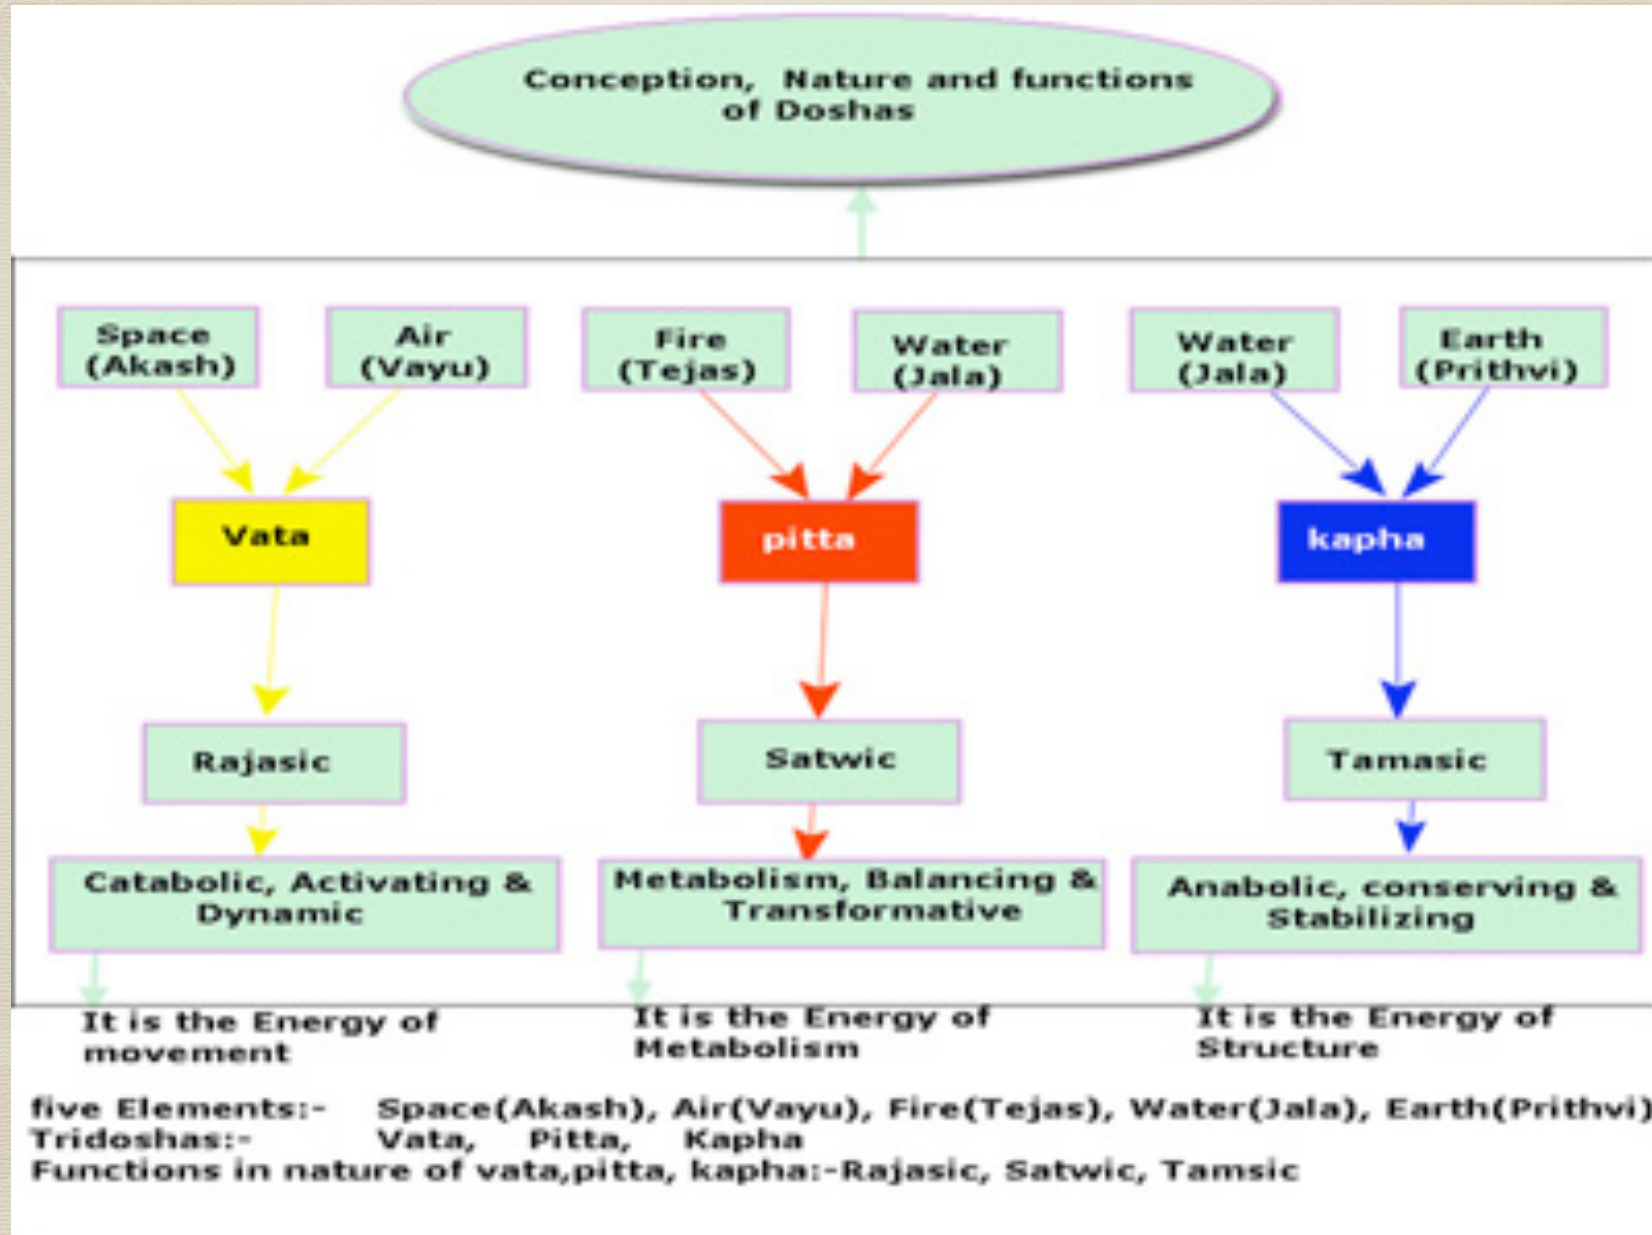 Conception, Nature and functions
of Doshas
Space
(Akash)
Air
(Vayu)
Fire
(Tejas)
Water
(Jala)
Water
(Jala)
Earth
(Prithvi)
Vata
pitta
kapha
Rajasic
Satwic
Tamasic
Catabolic, Activating &
Dynamic
Metabolism, Balancing &
Transformative
Anabolic, conserving &
Stabilizing
It is the Energy of
movement
It is the Energy of
Metabolism
It is the Energy of
Structure
five Elements:- Space(Akash), Air(Vayu), Fire(Tejas), Water(Jala), Earth(Prithvi)
Tridoshas:- Vata, Pitta, Kapha
Functions in nature of vata,pitta, kapha:-Rajasic, Satwic, Tamsic